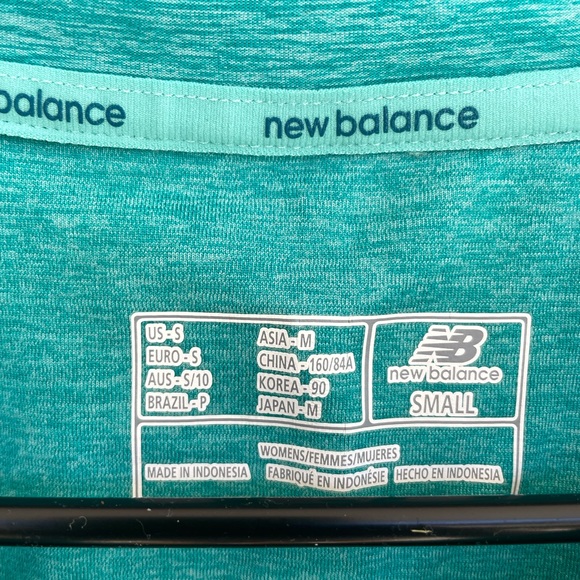 balance
new balance
US - S
EURO - S
AUS - S/10
BRAZIL - P
ASIA - M
CHINA - 160/84A
KOREA - 90
JAPAN - M
NB
new balance
SMALL
WOMENS/FEMMES/MUJERES
MADE IN INDONESIA
FABRIQUÉ EN INDONÉSIE
HECHO EN INDONESIA